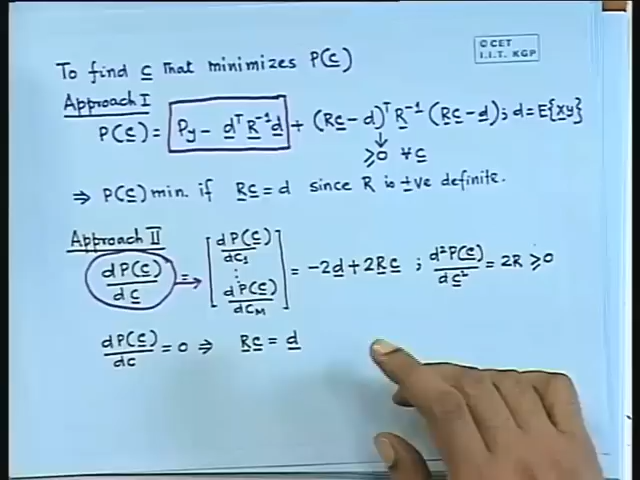 © CET
I.I.T. KGP
To find c that minimizes P(c)
Approach I
P(c) = Py - dᵀR⁻¹d + (Rc - d)ᵀR⁻¹(Rc - d); d = E{xy}
≥0 ∀c
⇒ P(c) min. if Rc = d since R is +ve definite.
Approach II
dP(c)/dc = [dP(c)/dc₁ ⋮ dP(c)/dc_M] = -2d + 2Rc ; d²P(c)/dc² = 2R ≥ 0
dP(c)/dc = 0 ⇒ Rc = d